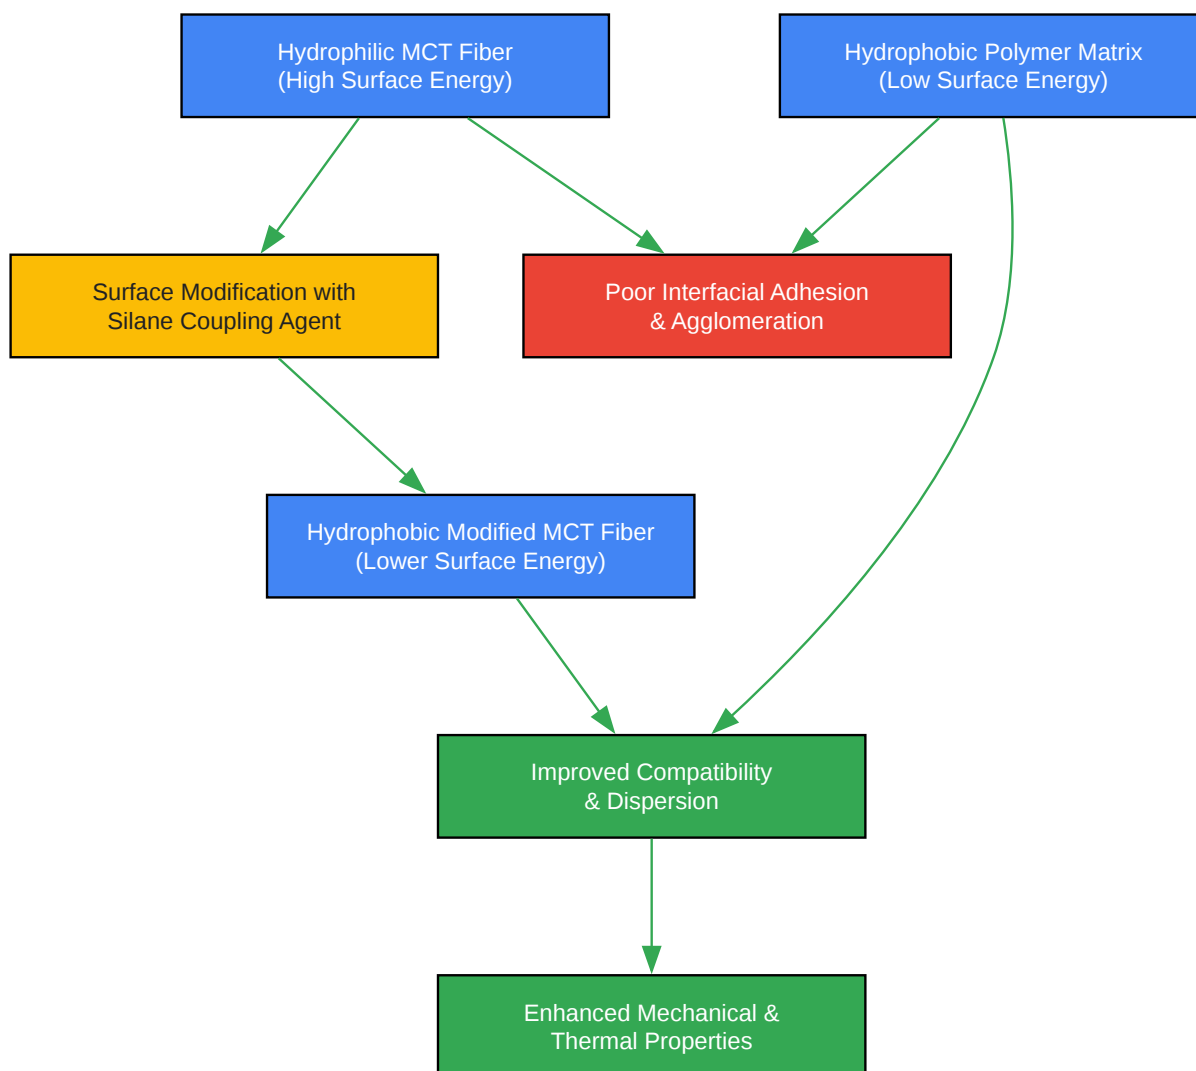 Hydrophilic MCT Fiber
(High Surface Energy)
Hydrophobic Polymer Matrix
(Low Surface Energy)
Surface Modification with
Silane Coupling Agent
Poor Interfacial Adhesion
& Agglomeration
Hydrophobic Modified MCT Fiber
(Lower Surface Energy)
Improved Compatibility
& Dispersion
Enhanced Mechanical &
Thermal Properties